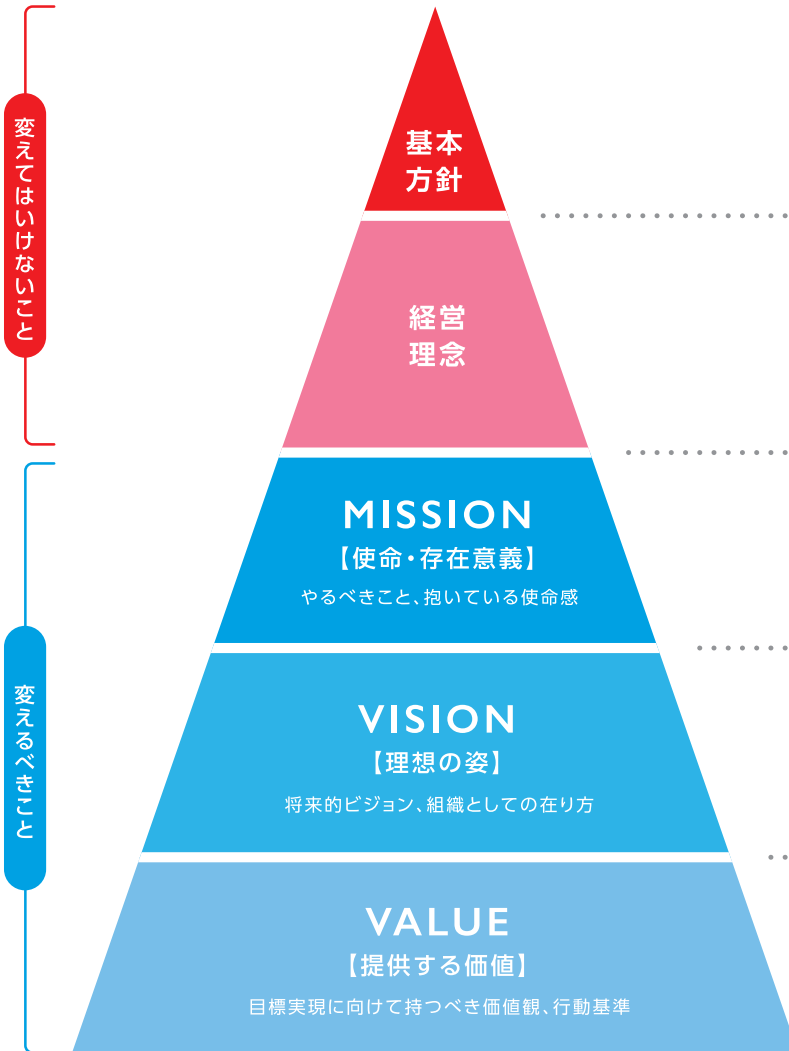 変えてはいけないこと
基本
方針
経営
理念
変えるべきこと
MISSION
【使命・存在意義】
やるべきこと、抱いている使命感
VISION
【理想の姿】
将来的ビジョン、組織としての在り方
VALUE
【提供する価値】
目標実現に向けて持つべき価値観、行動基準